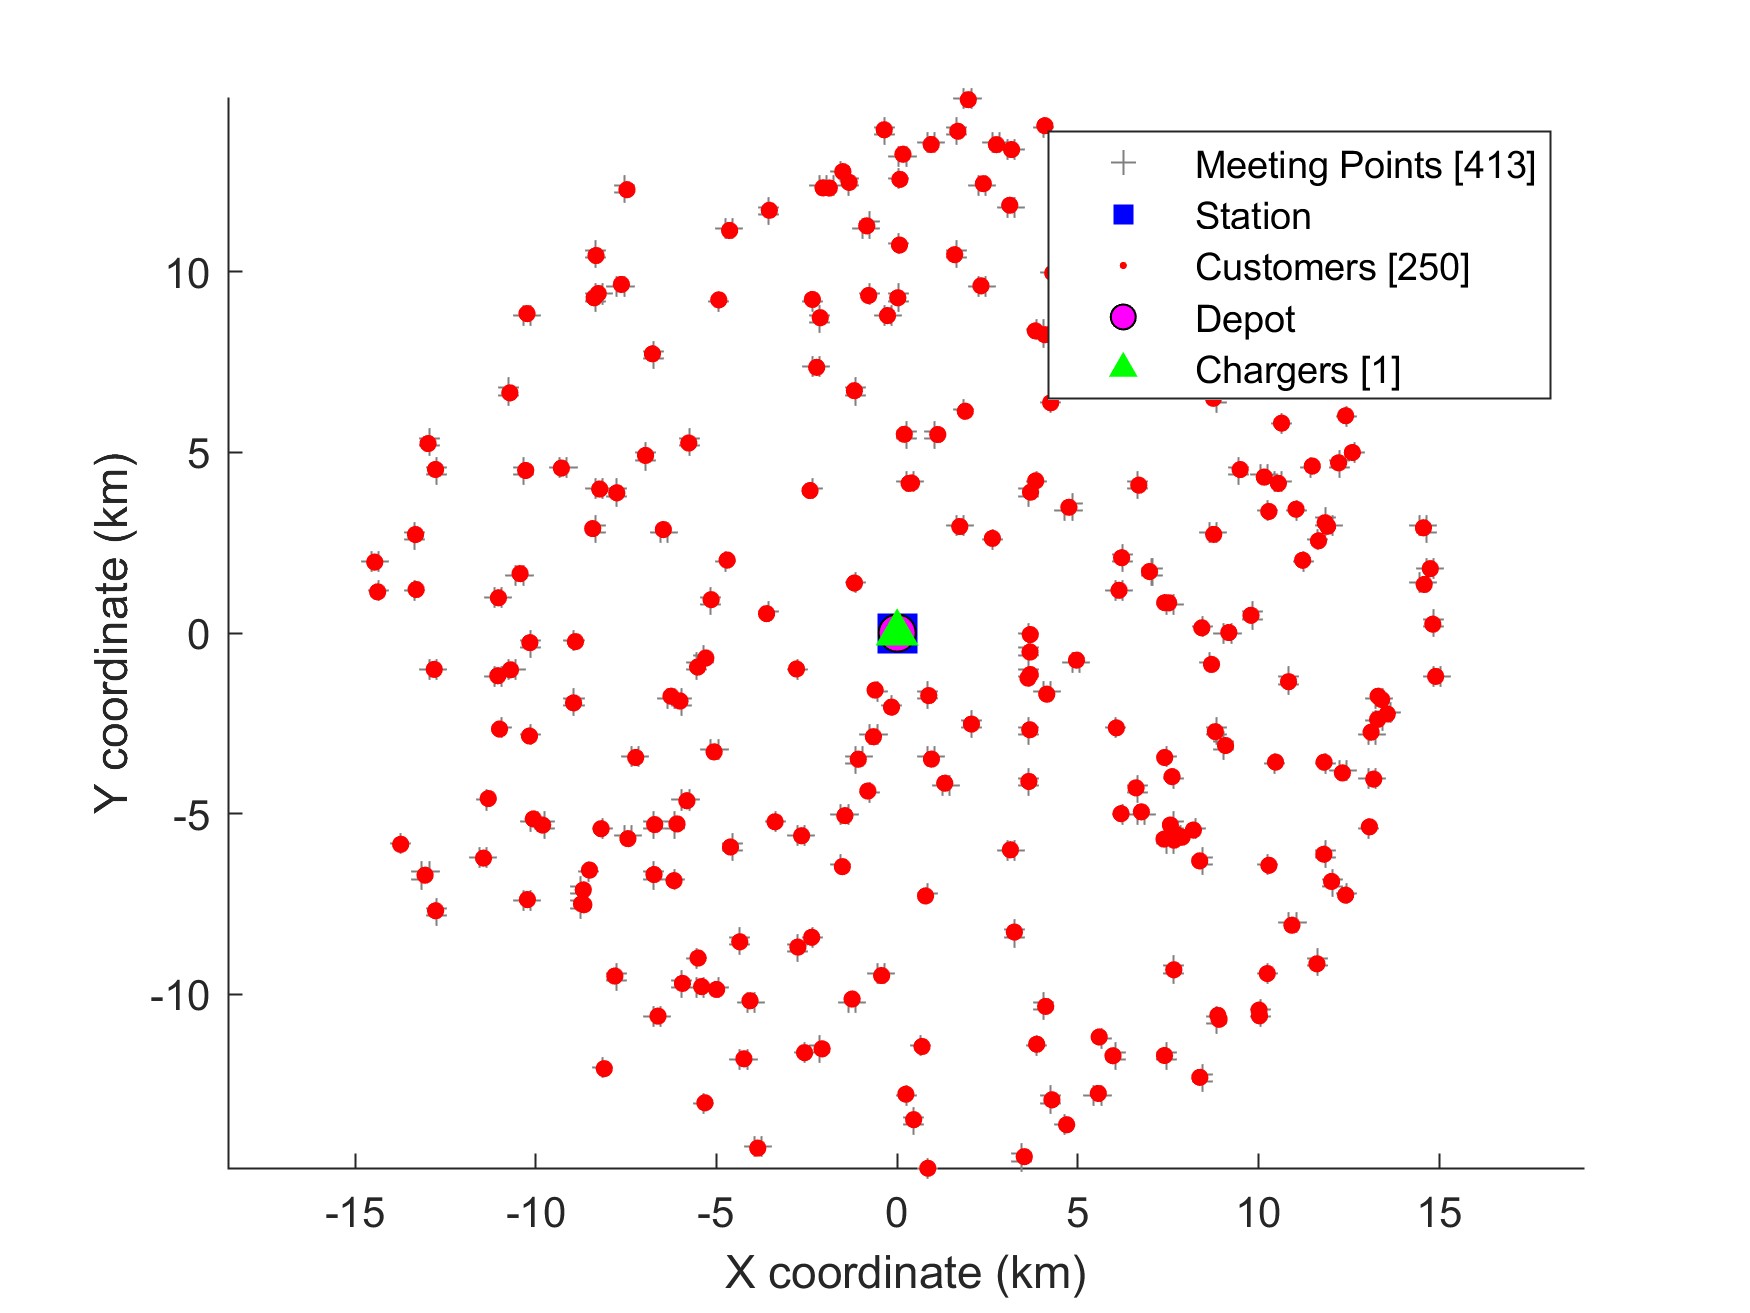 Meeting Points [413]
Station
Customers [250]
Depot
Chargers [1]
10
5
0
-5
-10
Y coordinate (km)
-15 -10 -5 0 5 10 15
X coordinate (km)